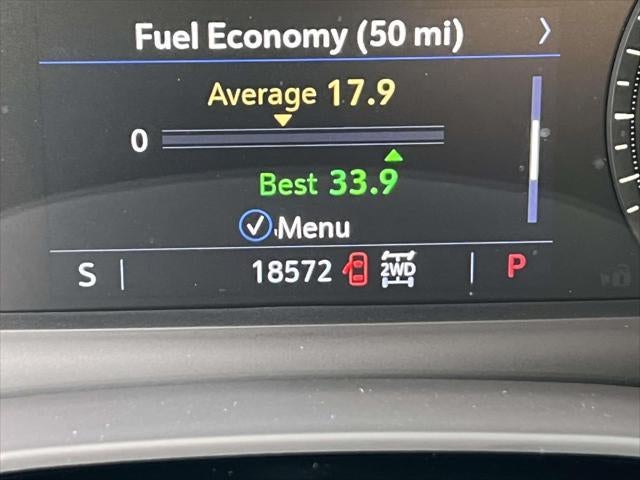 Fuel Economy (50 mi)
Average 17.9
0
Best 33.9
Menu
S 18572 2WD P